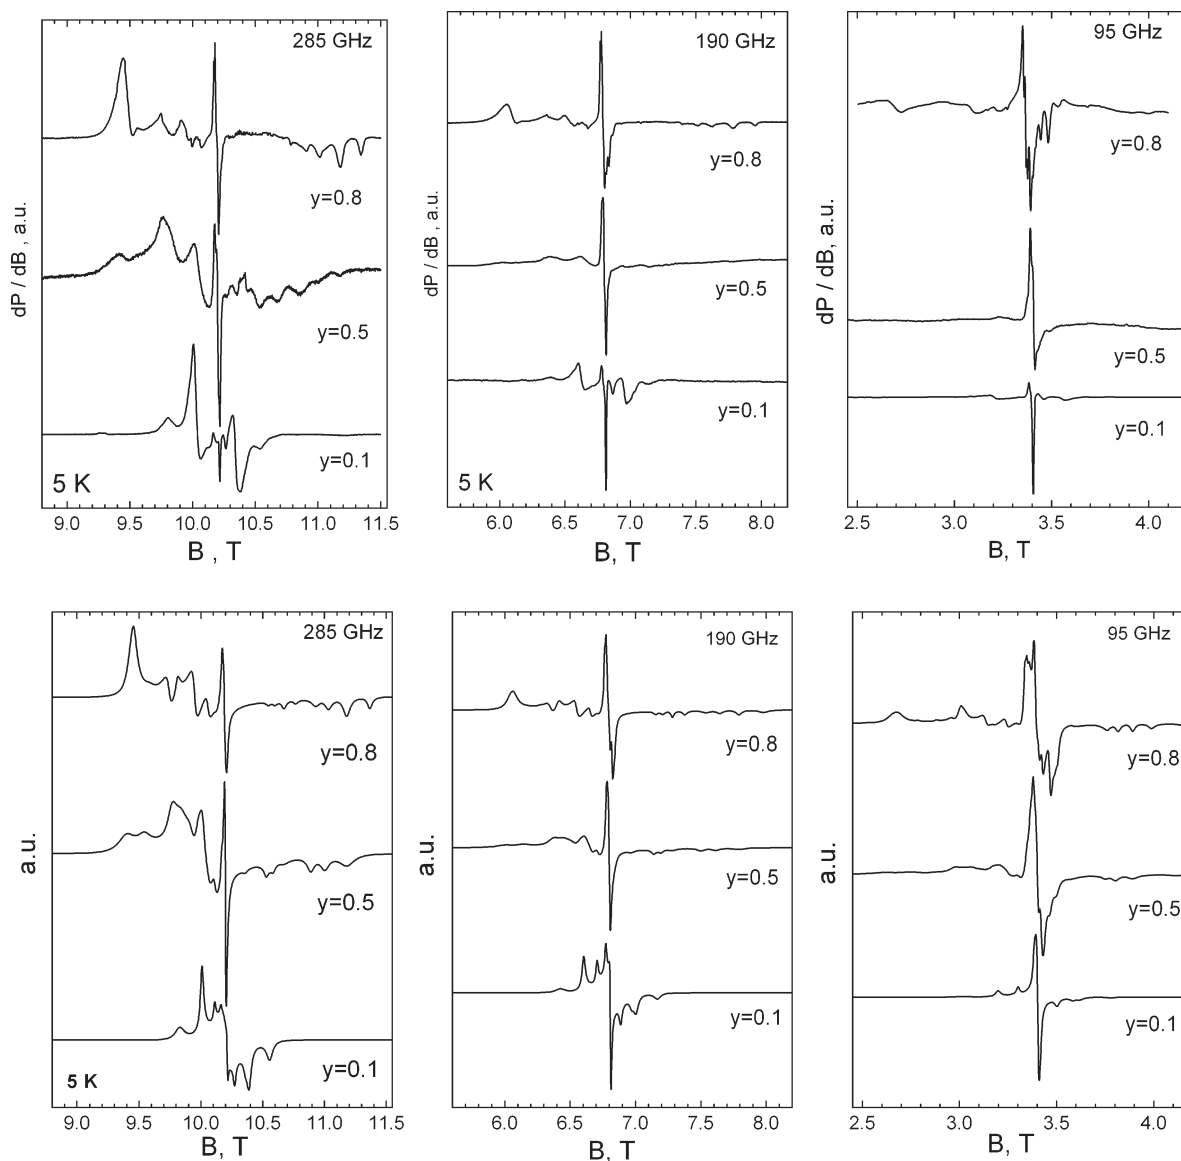 285 GHz
y=0.8
y=0.5
y=0.1
5 K
dP / dB , a.u.
9.0 9.5 10.0 10.5 11.0 11.5
B , T
190 GHz
y=0.8
y=0.5
y=0.1
5 K
dP / dB , a.u.
6.0 6.5 7.0 7.5 8.0
B, T
95 GHz
y=0.8
y=0.5
y=0.1
dP / dB, a.u.
2.5 3.0 3.5 4.0
B, T
285 GHz
y=0.8
y=0.5
y=0.1
5 K
a.u.
9.0 9.5 10.0 10.5 11.0 11.5
B, T
190 GHz
y=0.8
y=0.5
y=0.1
a.u.
6.0 6.5 7.0 7.5 8.0
B, T
95 GHz
y=0.8
y=0.5
y=0.1
a.u.
2.5 3.0 3.5 4.0
B, T